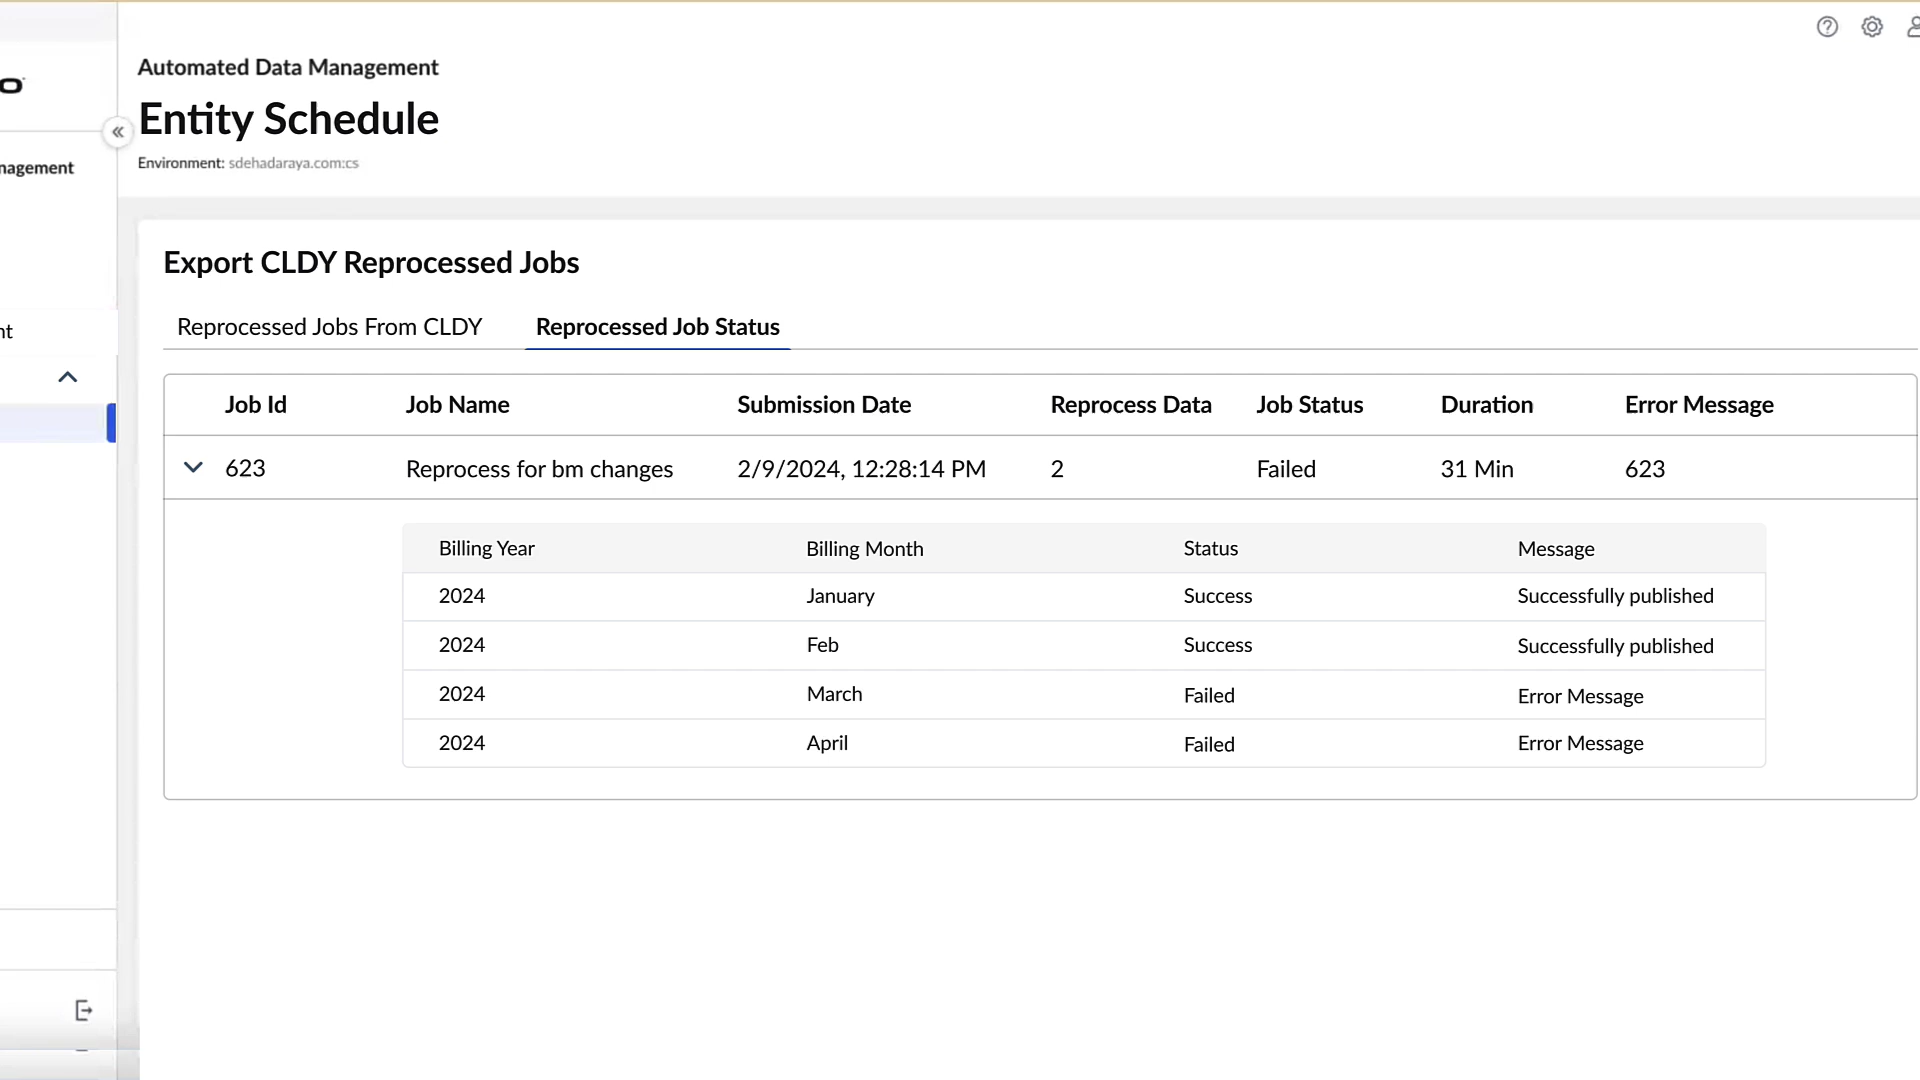 Automated Data Management
Entity Schedule
Environment: sdehadaraya.com:cs
o
nagement
nt
Export CLDY Reprocessed Jobs
Reprocessed Jobs From CLDY Reprocessed Job Status
Job Id Job Name Submission Date Reprocess Data Job Status Duration Error Message
623 Reprocess for bm changes 2/9/2024, 12:28:14 PM 2 Failed 31 Min 623
Billing Year Billing Month Status Message
2024 January Success Successfully published
2024 Feb Success Successfully published
2024 March Failed Error Message
2024 April Failed Error Message